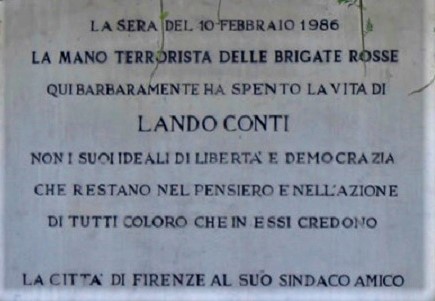 LA SERA DEL 10 FEBBRAIO 1986
LA MANO TERRORISTA DELLE BRIGATE ROSSE
QUI BARBARAMENTE HA SPENTO LA VITA DI
LANDO CONTI
NON I SUOI IDEALI DI LIBERTA' E DEMOCRAZIA
CHE RESTANO NEL PENSIERO E NELL'AZIONE
DI TUTTI COLORO CHE IN ESSI CREDONO
LA CITTA' DI FIRENZE AL SUO SINDACO AMICO